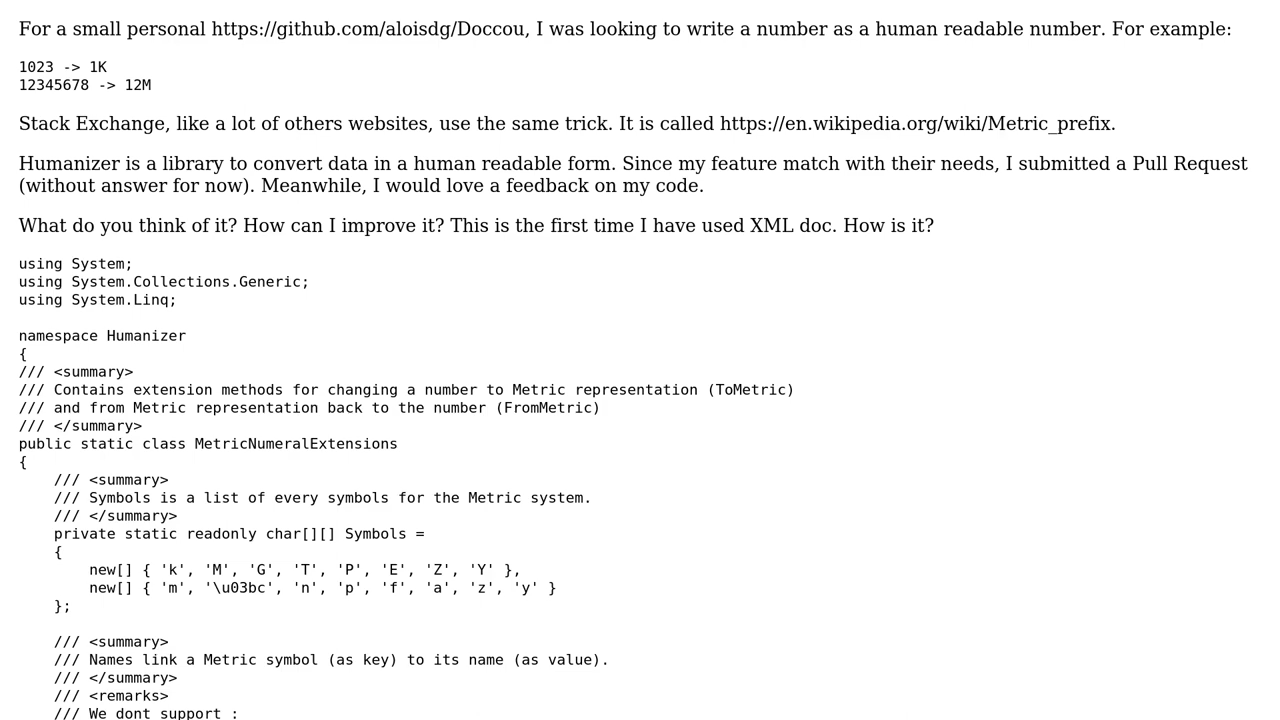 For a small personal https://github.com/aloisdg/Doccou, I was looking to write a number as a human readable number. For example:
1023 -> 1K
12345678 -> 12M
Stack Exchange, like a lot of others websites, use the same trick. It is called https://en.wikipedia.org/wiki/Metric_prefix.
Humanizer is a library to convert data in a human readable form. Since my feature match with their needs, I submitted a Pull Request
(without answer for now). Meanwhile, I would love a feedback on my code.
What do you think of it? How can I improve it? This is the first time I have used XML doc. How is it?
using System;
using System.Collections.Generic;
using System.Linq;
namespace Humanizer
{
/// <summary>
/// Contains extension methods for changing a number to Metric representation (ToMetric)
/// and from Metric representation back to the number (FromMetric)
/// </summary>
public static class MetricNumeralExtensions
{
    /// <summary>
    /// Symbols is a list of every symbols for the Metric system.
    /// </summary>
    private static readonly char[][] Symbols =
    {
        new[] { 'k', 'M', 'G', 'T', 'P', 'E', 'Z', 'Y' },
        new[] { 'm', '\u03bc', 'n', 'p', 'f', 'a', 'z', 'y' }
    };
    /// <summary>
    /// Names link a Metric symbol (as key) to its name (as value).
    /// </summary>
    /// <remarks>
    /// We dont support :